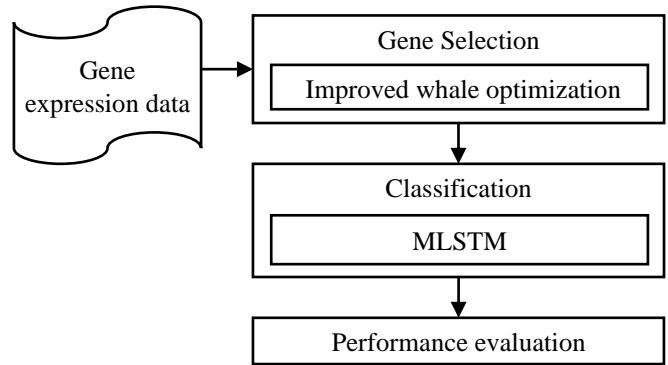 Gene
expression data
Gene Selection
Improved whale optimization
Classification
MLSTM
Performance evaluation